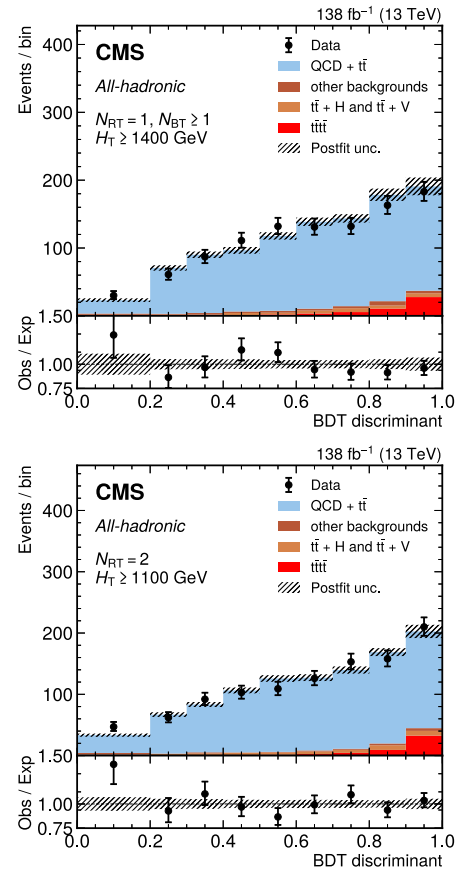 138 fb⁻¹ (13 TeV)
Events / bin
400
300
200
100
CMS
All-hadronic
N_RT = 1, N_BT ≥ 1
H_T ≥ 1400 GeV
Data
QCD + tt̄
other backgrounds
tt̄ + H and tt̄ + V
tt̄tt̄
Postfit unc.
Obs / Exp
1.50
1.00
0.75
0.0 0.2 0.4 0.6 0.8 1.0
BDT discriminant
138 fb⁻¹ (13 TeV)
Events / bin
400
300
200
100
CMS
All-hadronic
N_RT = 2
H_T ≥ 1100 GeV
Data
QCD + tt̄
other backgrounds
tt̄ + H and tt̄ + V
tt̄tt̄
Postfit unc.
Obs / Exp
1.50
1.00
0.75
0.0 0.2 0.4 0.6 0.8 1.0
BDT discriminant